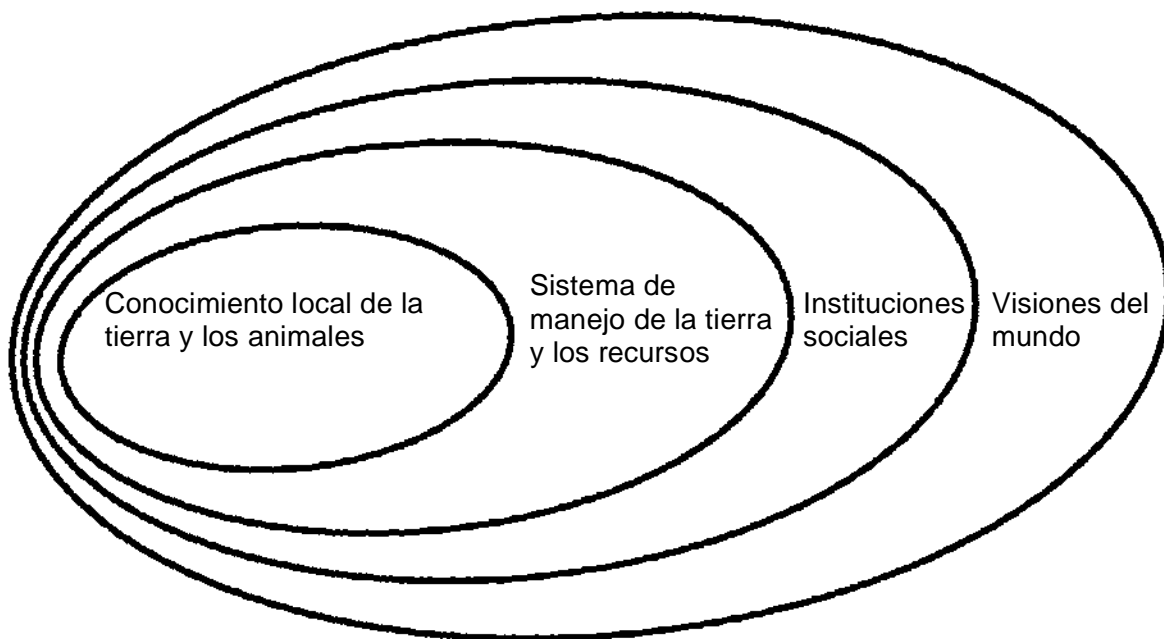 Conocimiento local de la
tierra y los animales
Sistema de
manejo de la tierra
y los recursos
Instituciones
sociales
Visiones del
mundo